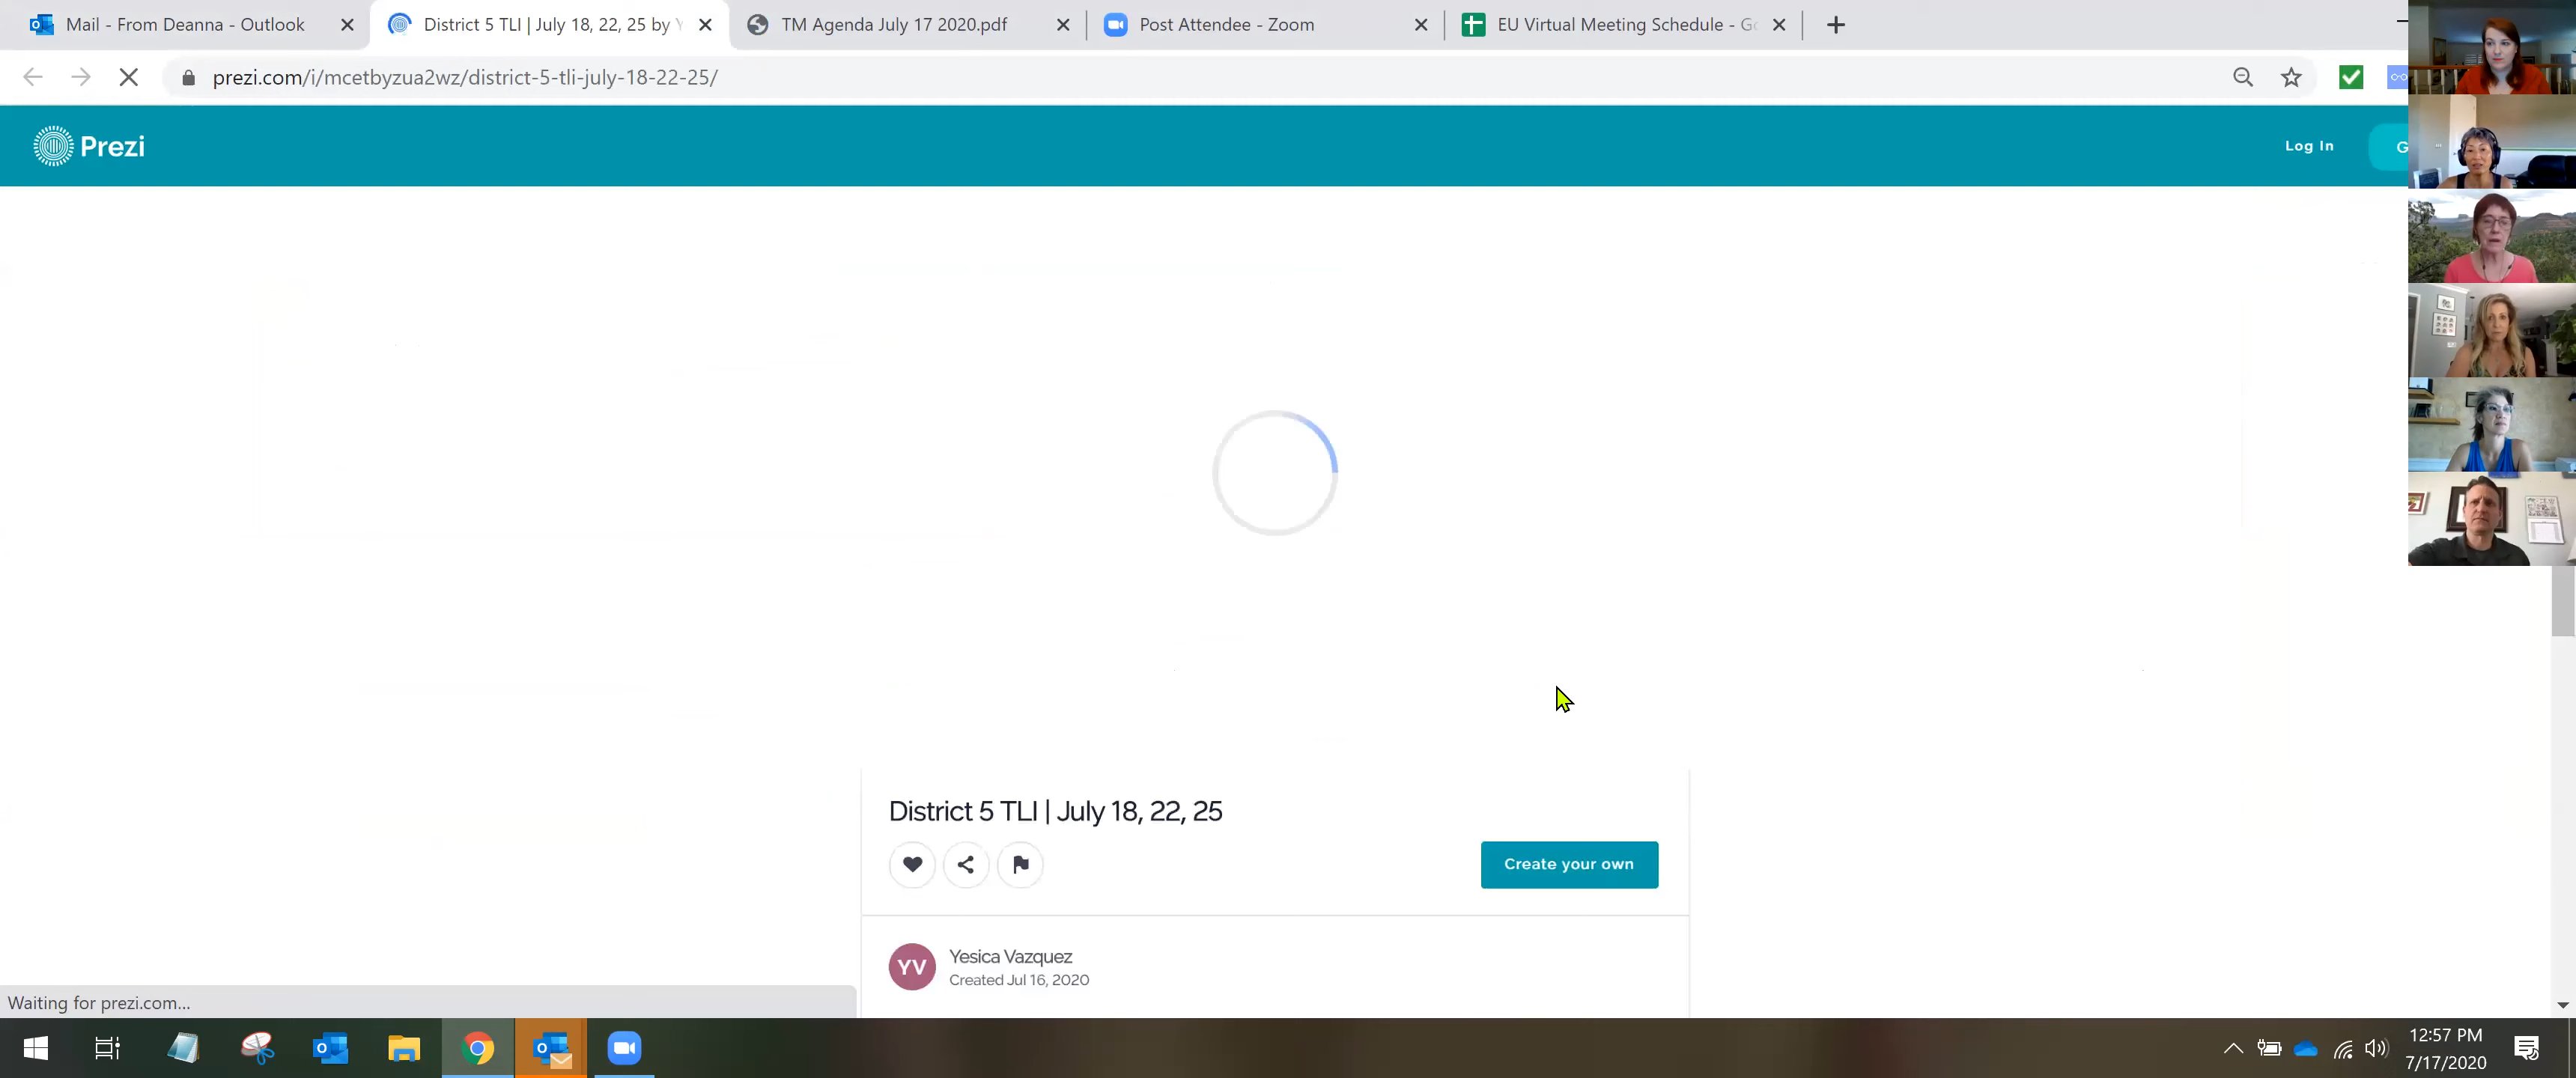 Mail - From Deanna - Outlook
District 5 TLI | July 18, 22, 25 by Y
TM Agenda July 17 2020.pdf
Post Attendee - Zoom
EU Virtual Meeting Schedule - Go
prezi.com/i/mcetbyzua2wz/district-5-tli-july-18-22-25/
Prezi
Log In
G
District 5 TLI | July 18, 22, 25
Create your own
YV
Yesica Vazquez
Created Jul 16, 2020
Waiting for prezi.com...
12:57 PM
7/17/2020